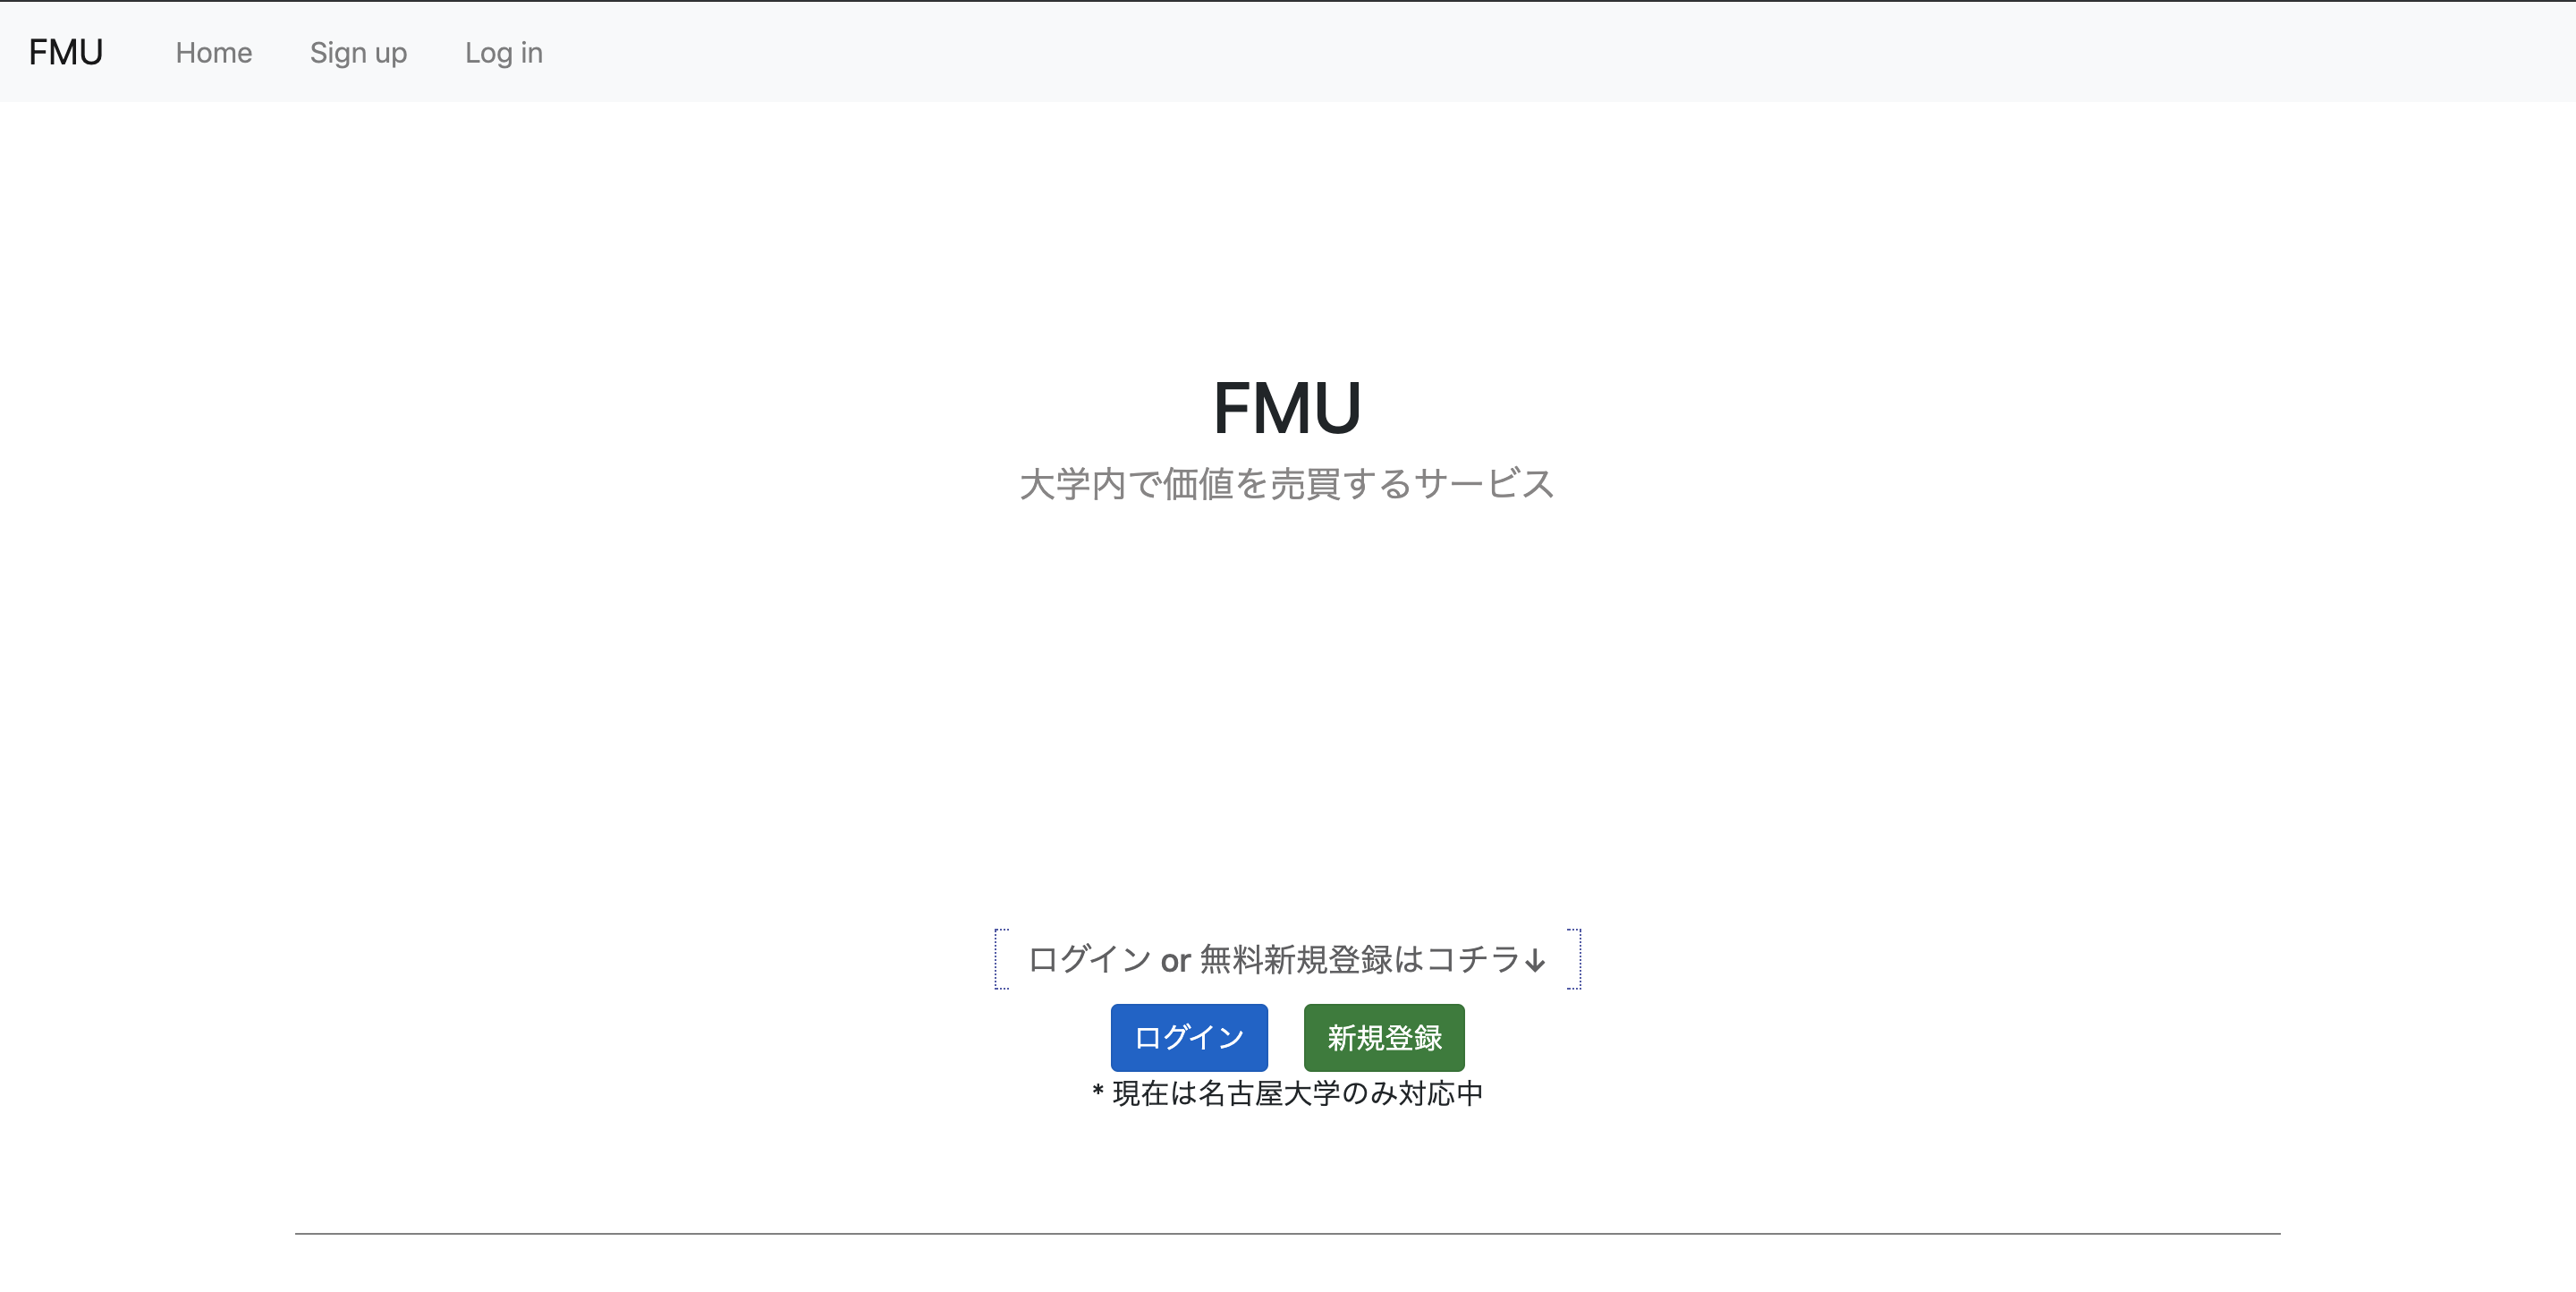 FMU Home Sign up Log in
FMU
大学内で価値を売買するサービス
ログイン or 無料新規登録はコチラ↓
ログイン 新規登録
* 現在は名古屋大学のみ対応中